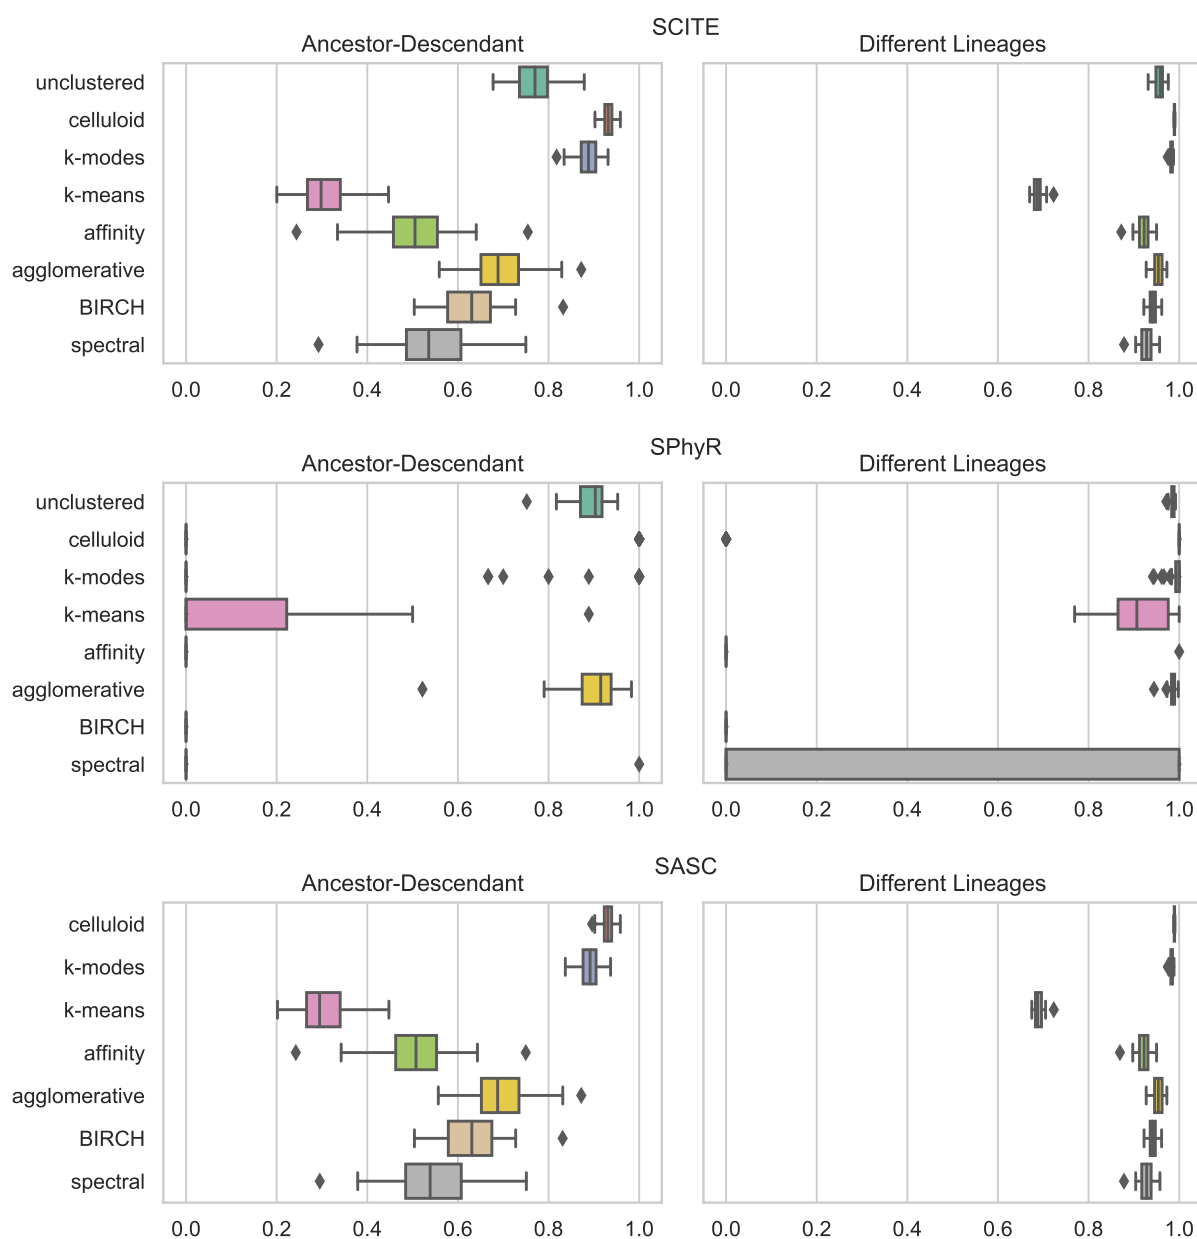 SCITE
Ancestor-Descendant Different Lineages
unclustered
celluloid
k-modes
k-means
affinity
agglomerative
BIRCH
spectral
0.0 0.2 0.4 0.6 0.8 1.0 0.0 0.2 0.4 0.6 0.8 1.0
SPhyR
Ancestor-Descendant Different Lineages
unclustered
celluloid
k-modes
k-means
affinity
agglomerative
BIRCH
spectral
0.0 0.2 0.4 0.6 0.8 1.0 0.0 0.2 0.4 0.6 0.8 1.0
SASC
Ancestor-Descendant Different Lineages
celluloid
k-modes
k-means
affinity
agglomerative
BIRCH
spectral
0.0 0.2 0.4 0.6 0.8 1.0 0.0 0.2 0.4 0.6 0.8 1.0